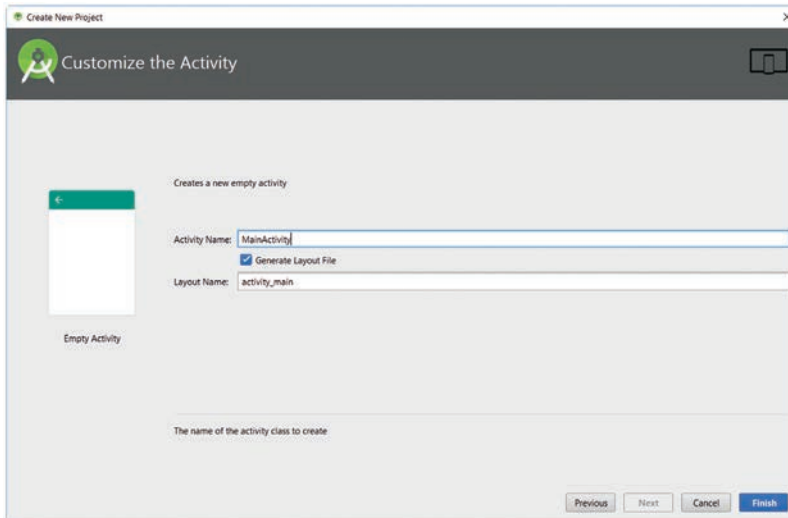 Create New Project
Customize the Activity
Creates a new empty activity
Activity Name: MainActivity
Generate Layout File
Layout Name: activity_main
Empty Activity
The name of the activity class to create
Previous Next Cancel Finish